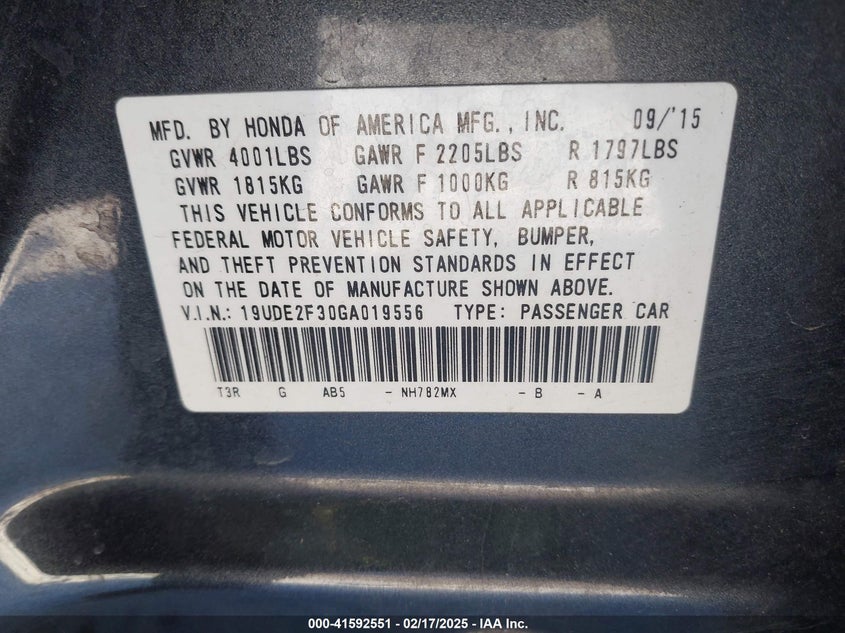 MFD. BY HONDA OF AMERICA MFG., INC. 09/'15
GVWR 4001LBS GAWR F 2205LBS R 1797LBS
GVWR 1815KG GAWR F 1000KG R 815KG
THIS VEHICLE CONFORMS TO ALL APPLICABLE
FEDERAL MOTOR VEHICLE SAFETY, BUMPER,
AND THEFT PREVENTION STANDARDS IN EFFECT
ON THE DATE OF MANUFACTURE SHOWN ABOVE.
V.I.N.: 19UDE2F30GA019556 TYPE: PASSENGER CAR
T3R G AB5 - NH782MX - B - A
000-41592551 - 02/17/2025 - IAA Inc.